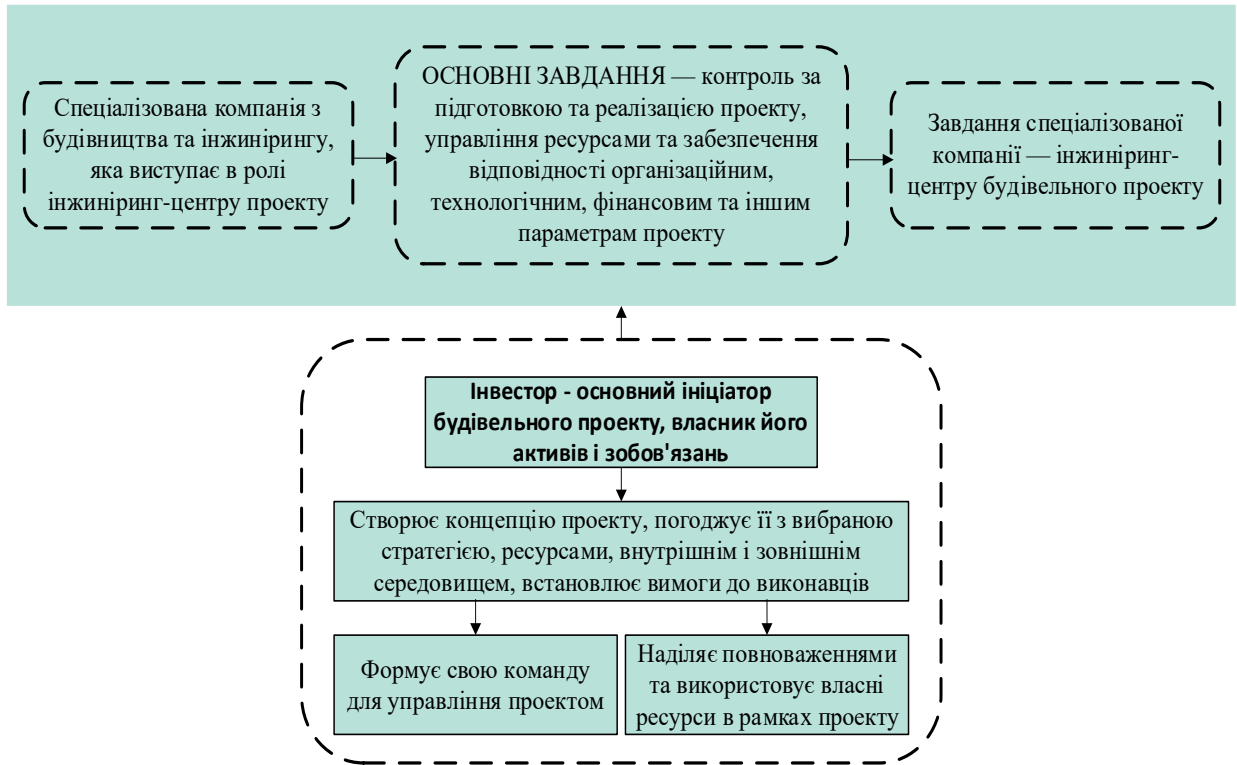 Спеціалізована компанія з
будівництва та інжинірингу,
яка виступає в ролі
інжиніринг-центру проекту
ОСНОВНІ ЗАВДАННЯ — контроль за
підготовкою та реалізацією проекту,
управління ресурсами та забезпечення
відповідності організаційним,
технологічним, фінансовим та іншим
параметрам проекту
Завдання спеціалізованої
компанії — інжиніринг-
центру будівельного проекту
Інвестор - основний ініціатор
будівельного проекту, власник його
активів і зобов'язань
Створює концепцію проекту, погоджує її з вибраною
стратегією, ресурсами, внутрішнім і зовнішнім
середовищем, встановлює вимоги до виконавців
Формує свою команду
для управління проектом
Наділяє повноваженнями
та використовує власні
ресурси в рамках проекту